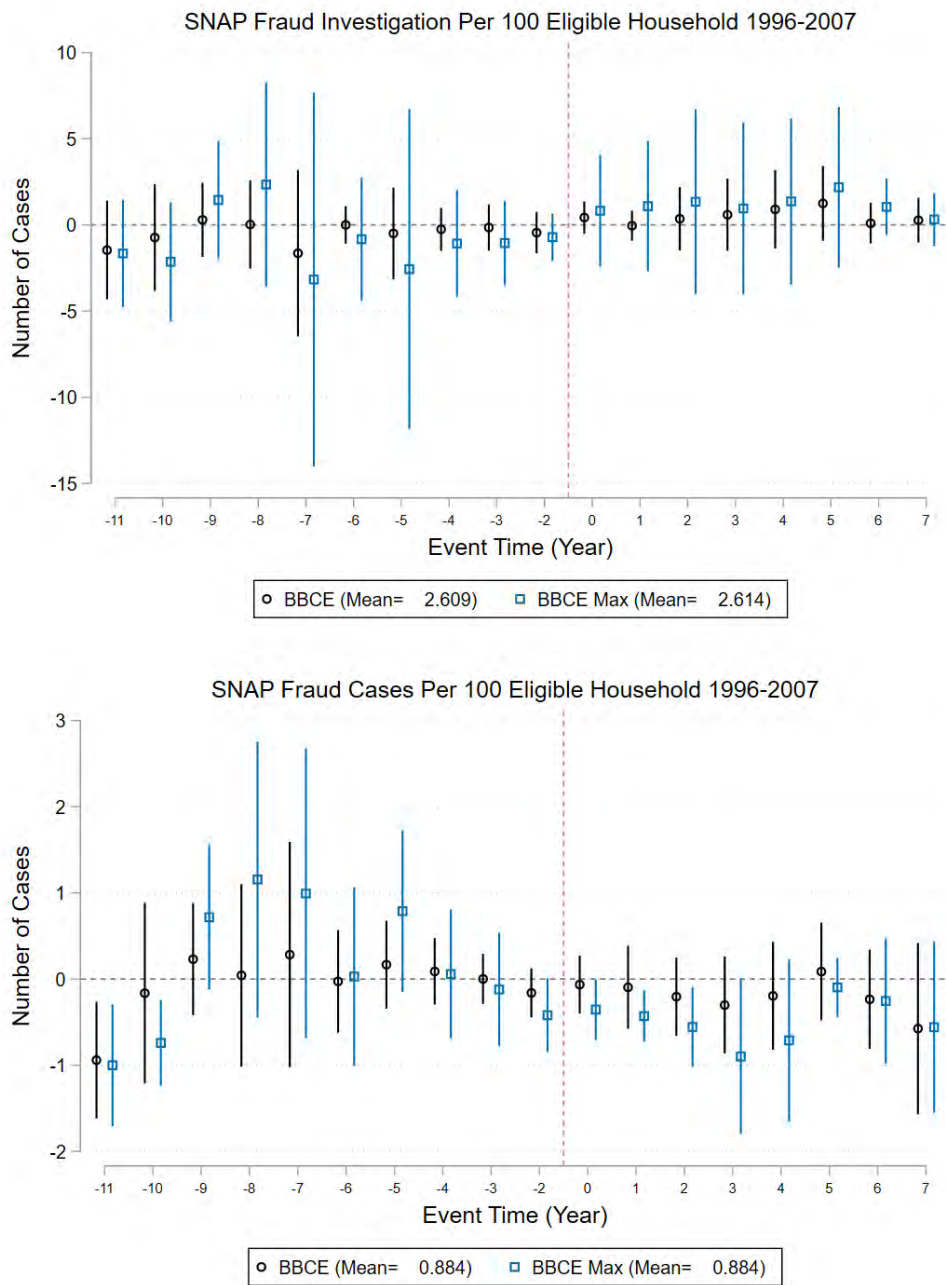 SNAP Fraud Investigation Per 100 Eligible Household 1996-2007
10
5
0
-5
-10
-15
Number of Cases
-11 -10 -9 -8 -7 -6 -5 -4 -3 -2 0 1 2 3 4 5 6 7
Event Time (Year)
BBCE (Mean= 2.609) BBCE Max (Mean= 2.614)
SNAP Fraud Cases Per 100 Eligible Household 1996-2007
3
2
1
0
-1
-2
Number of Cases
-11 -10 -9 -8 -7 -6 -5 -4 -3 -2 0 1 2 3 4 5 6 7
Event Time (Year)
BBCE (Mean= 0.884) BBCE Max (Mean= 0.884)